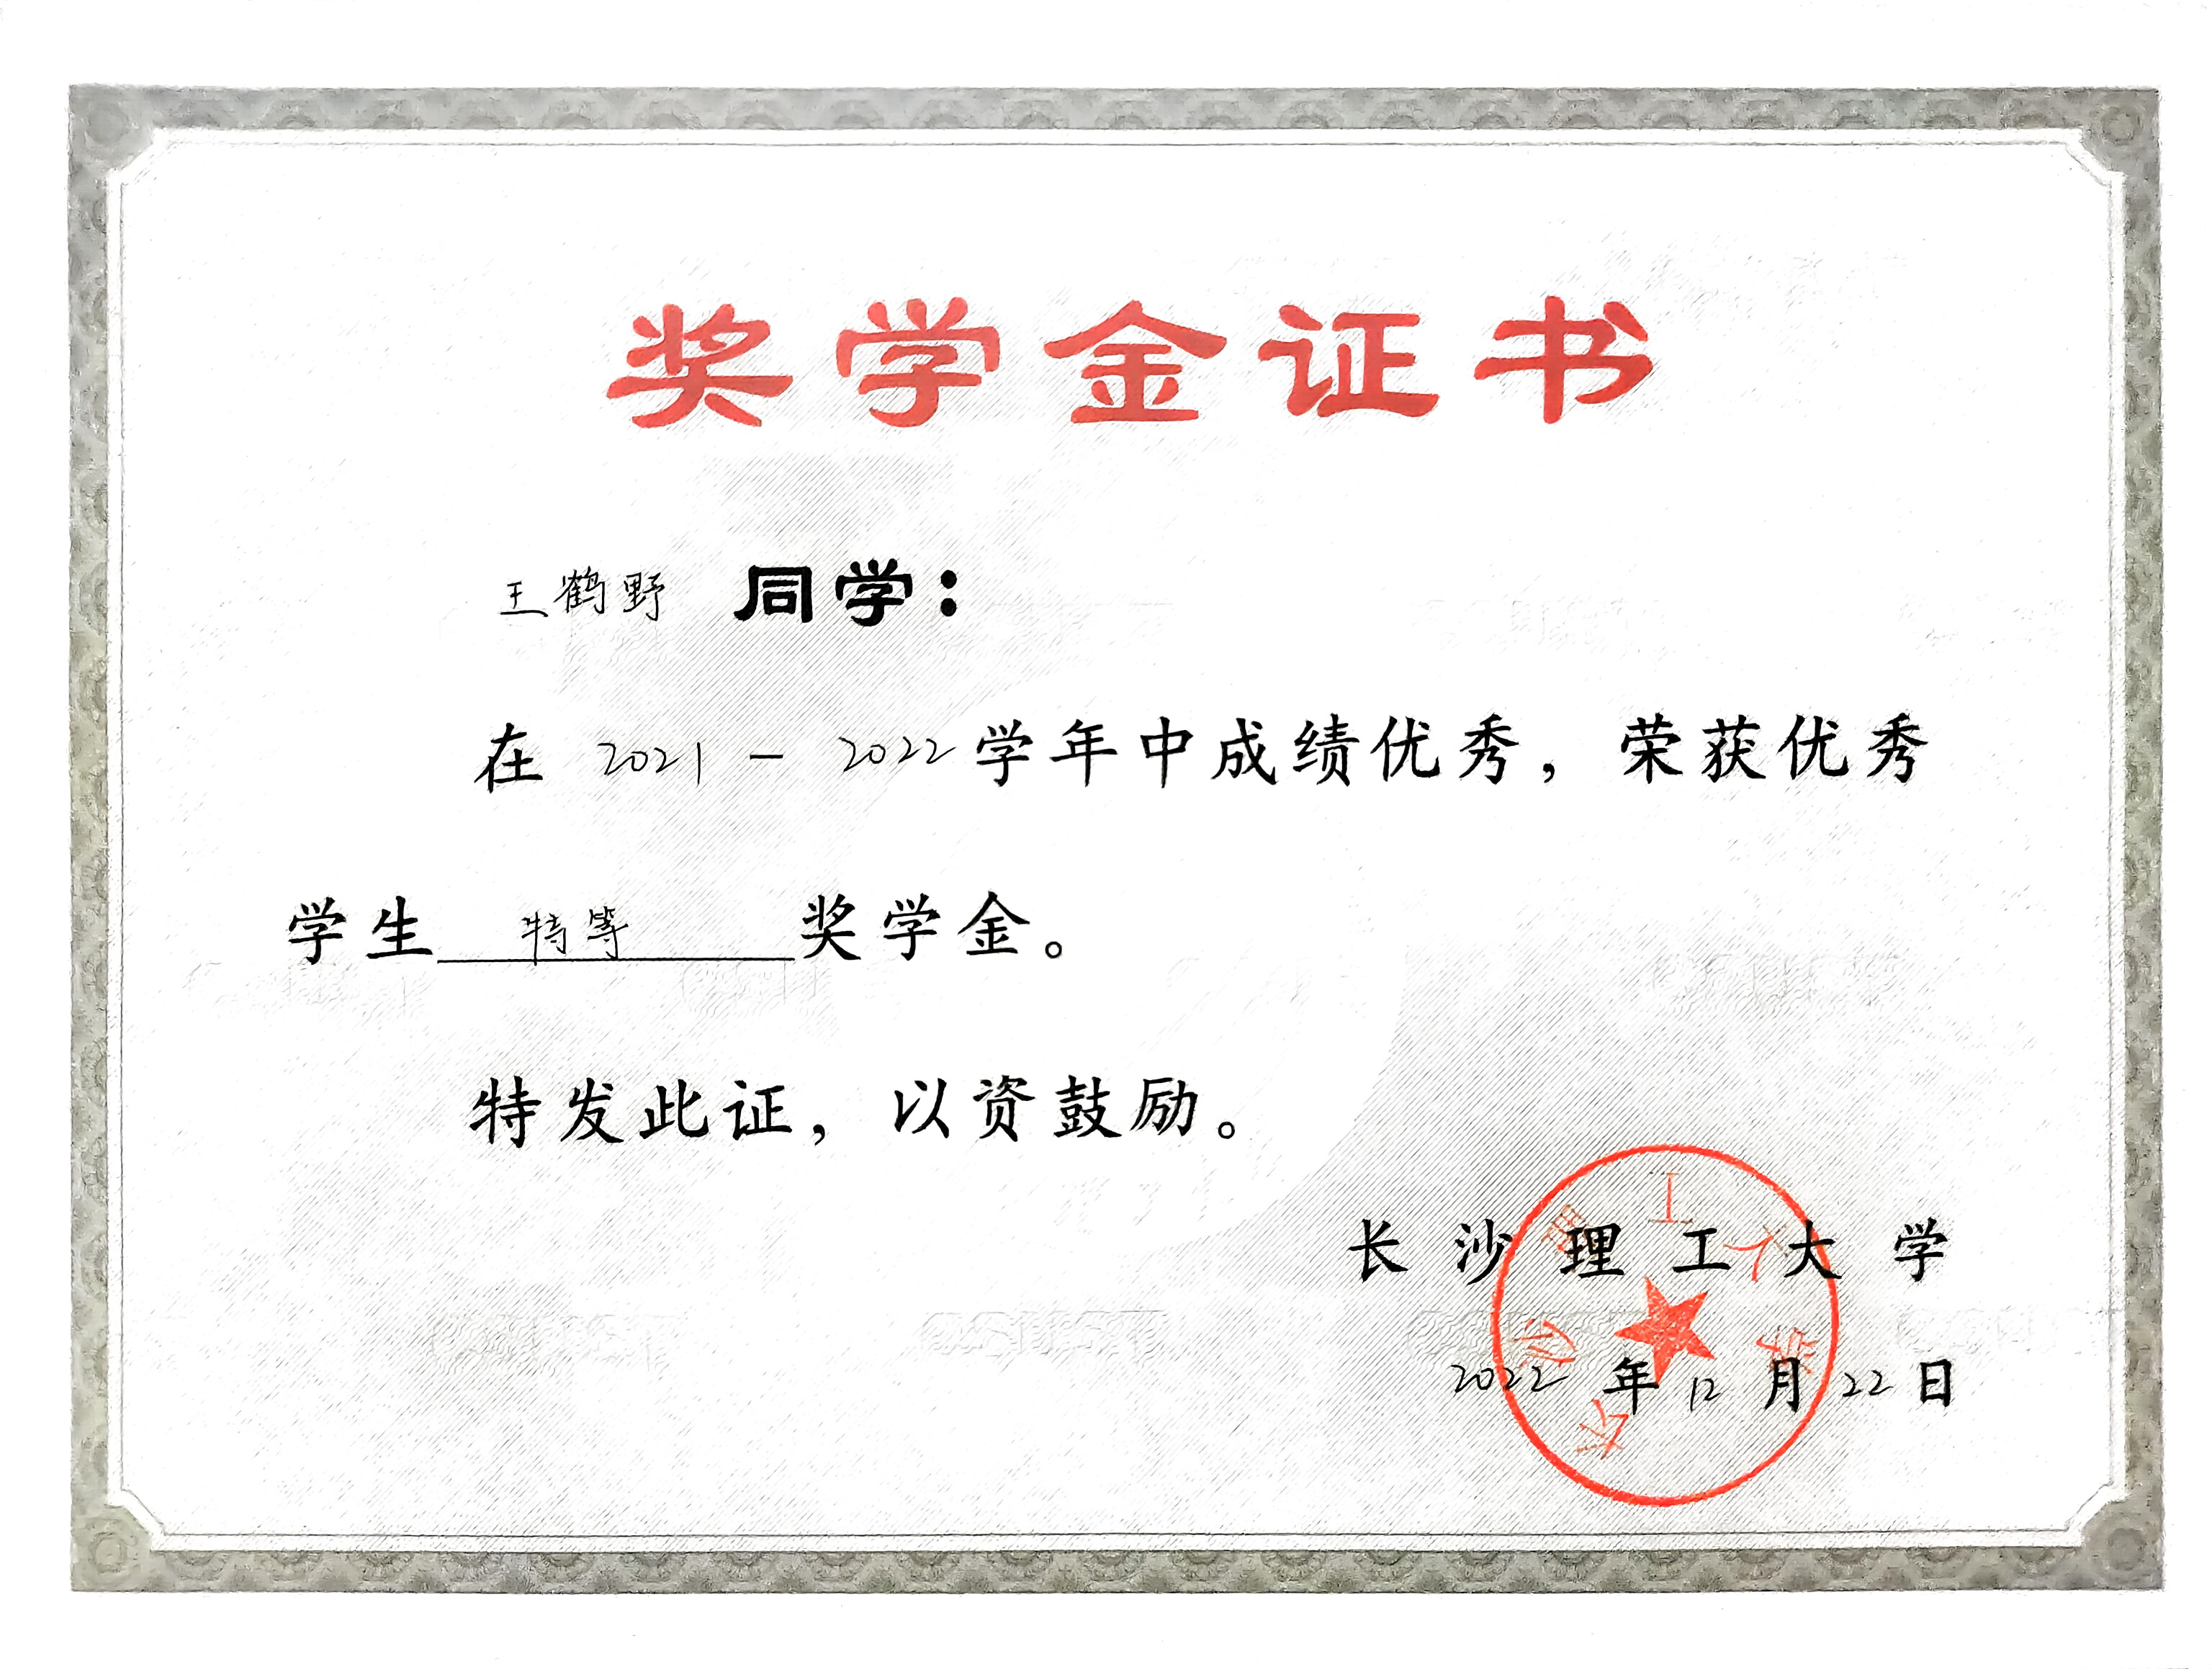 奖学金证书
王鹤野 同学：
在 2021 - 2022 学年中成绩优秀，荣获优秀
学生 特等 奖学金。
特发此证，以资鼓励。
长沙理工大学
长沙理工大学
2022 年 12 月 22 日